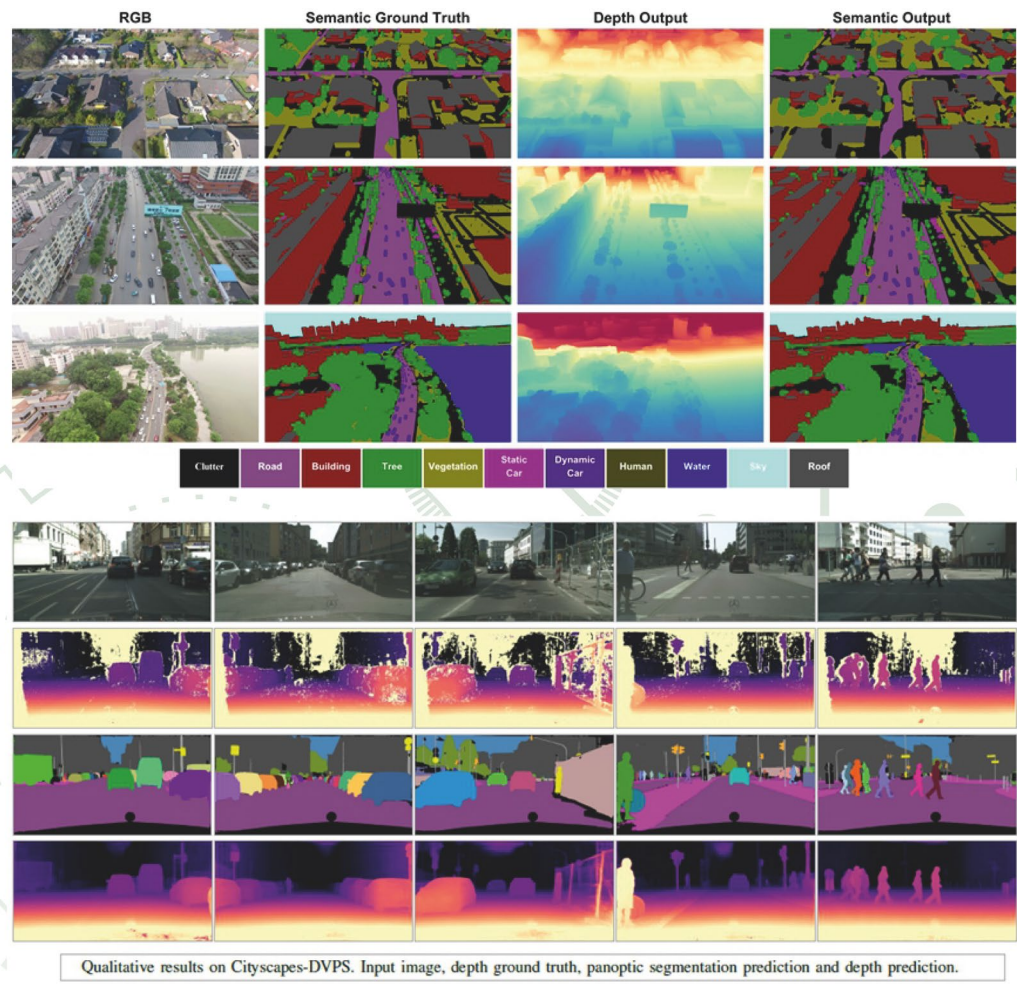 RGB
Semantic Ground Truth
Depth Output
Semantic Output
Clutter
Road
Building
Tree
Vegetation
Static
Car
Dynamic
Car
Human
Water
Sky
Roof
Qualitative results on Cityscapes-DVPS. Input image, depth ground truth, panoptic segmentation prediction and depth prediction.